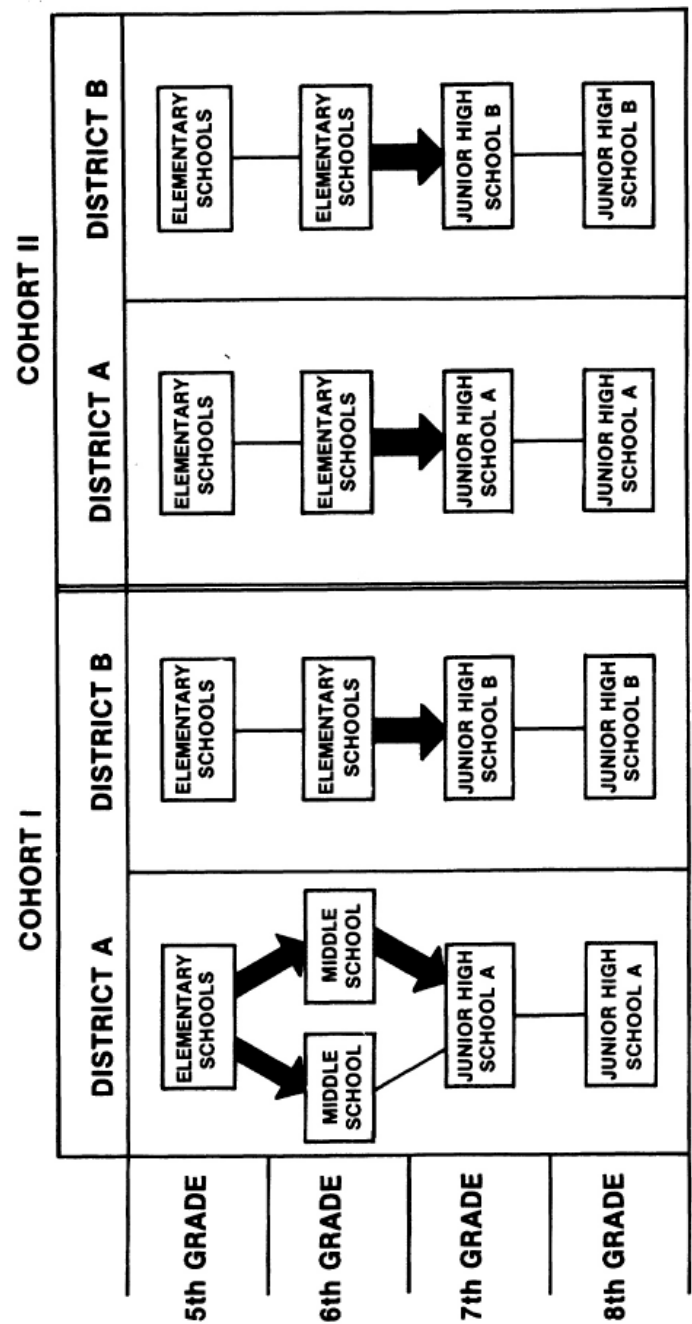 COHORT I
COHORT II
DISTRICT A
DISTRICT B
DISTRICT A
DISTRICT B
5th GRADE
ELEMENTARY
SCHOOLS
ELEMENTARY
SCHOOLS
ELEMENTARY
SCHOOLS
ELEMENTARY
SCHOOLS
6th GRADE
MIDDLE
SCHOOL
MIDDLE
SCHOOL
ELEMENTARY
SCHOOLS
ELEMENTARY
SCHOOLS
ELEMENTARY
SCHOOLS
7th GRADE
JUNIOR HIGH
SCHOOL A
JUNIOR HIGH
SCHOOL B
JUNIOR HIGH
SCHOOL A
JUNIOR HIGH
SCHOOL B
8th GRADE
JUNIOR HIGH
SCHOOL A
JUNIOR HIGH
SCHOOL B
JUNIOR HIGH
SCHOOL A
JUNIOR HIGH
SCHOOL B